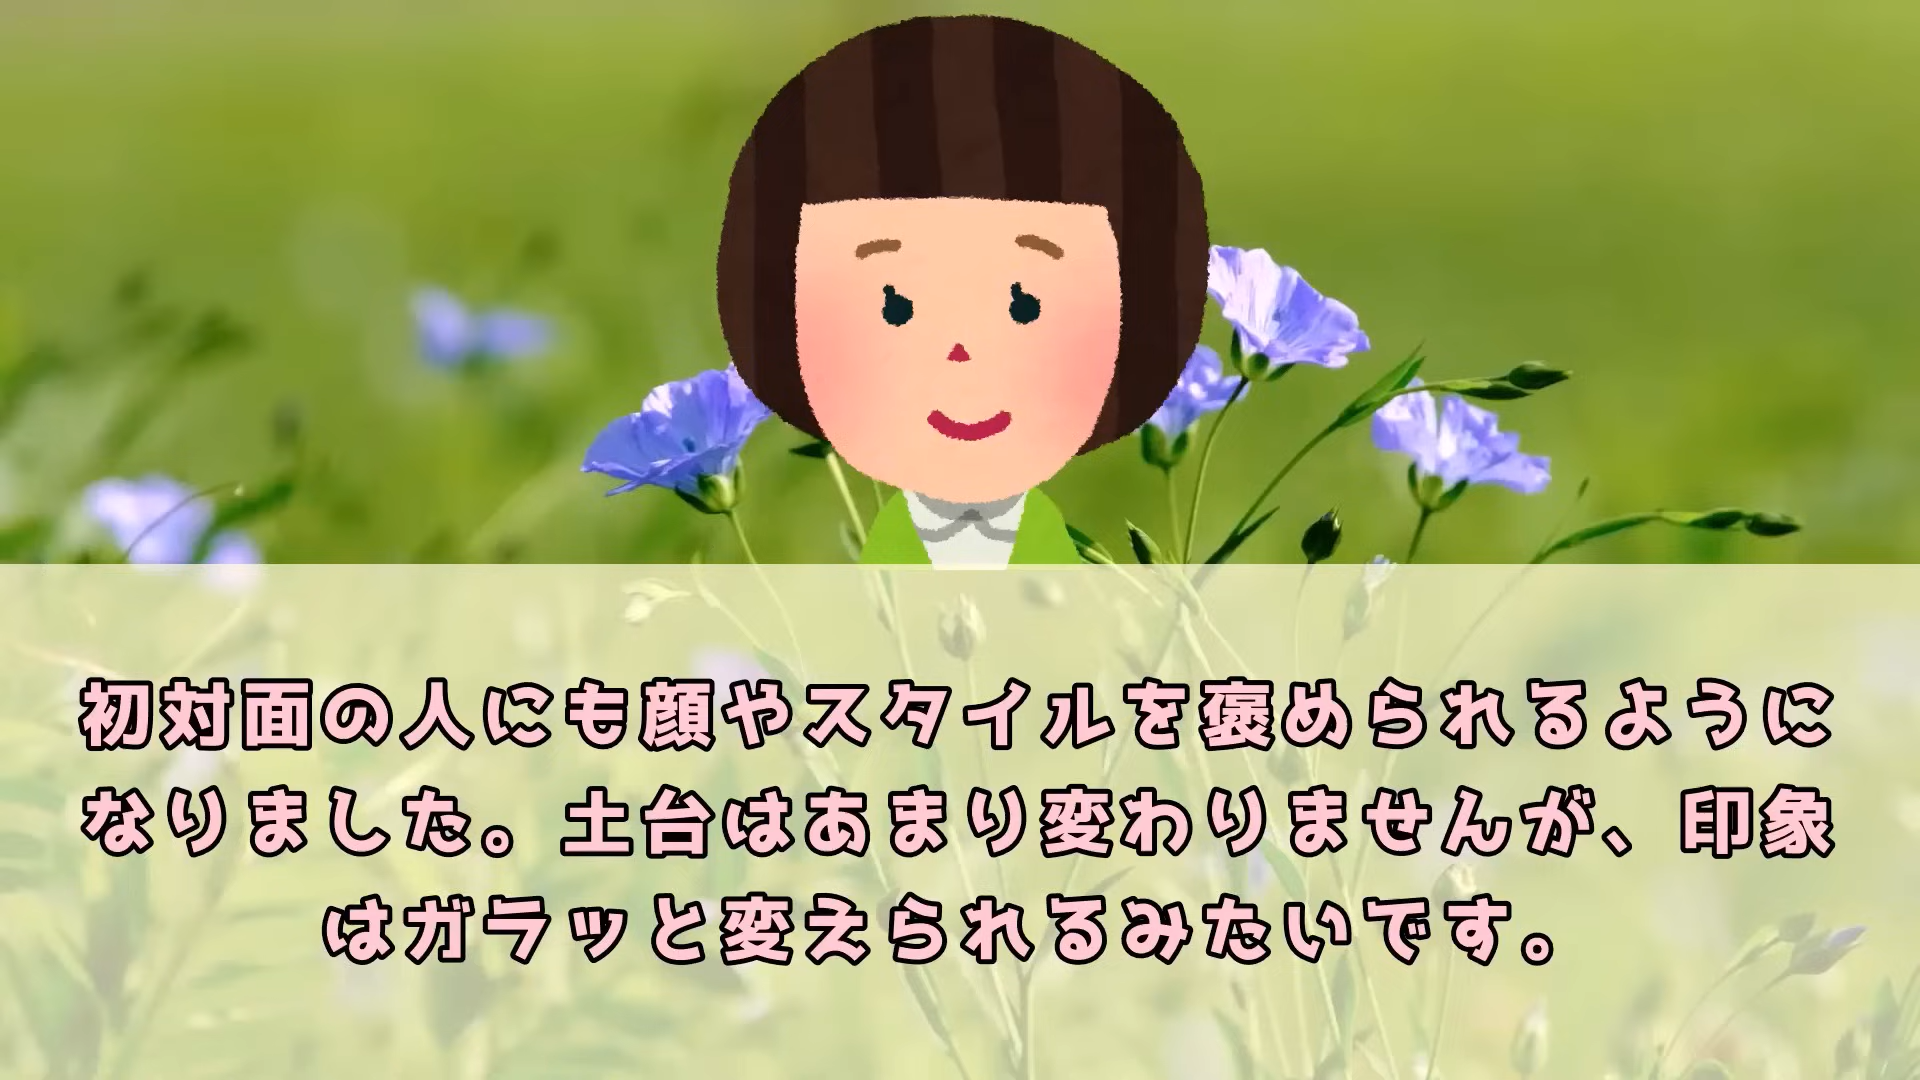 初対面の人にも顔やスタイルを褒められるように
なりました。土台はあまり変わりませんが、印象
はガラッと変えられるみたいです。